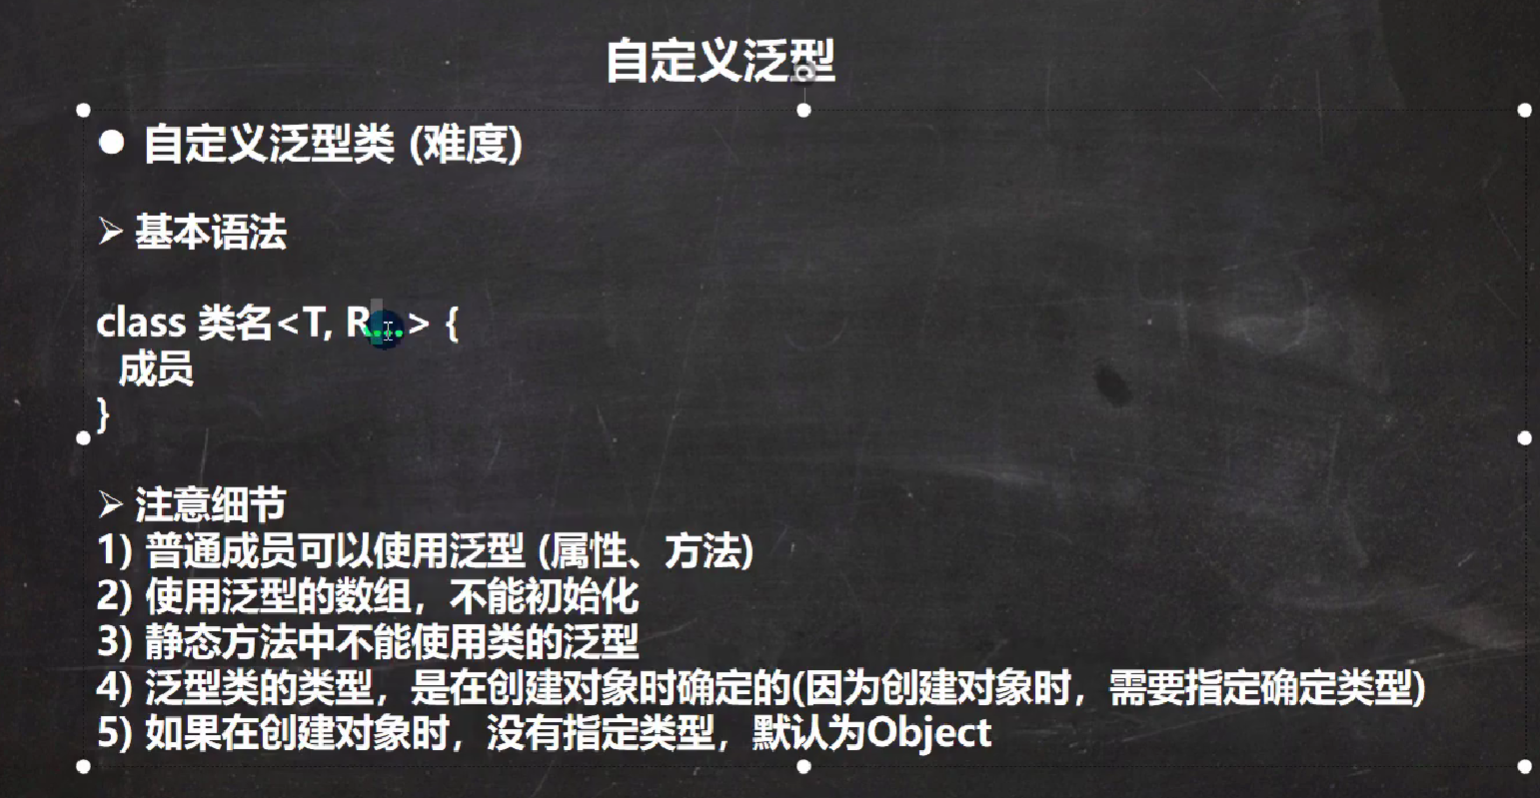 自定义泛型
● 自定义泛型类 (难度)
➢ 基本语法
class 类名<T, R...> {
成员
}
➢ 注意细节
1) 普通成员可以使用泛型 (属性、方法)
2) 使用泛型的数组，不能初始化
3) 静态方法中不能使用类的泛型
4) 泛型类的类型，是在创建对象时确定的(因为创建对象时，需要指定确定类型)
5) 如果在创建对象时，没有指定类型，默认为Object